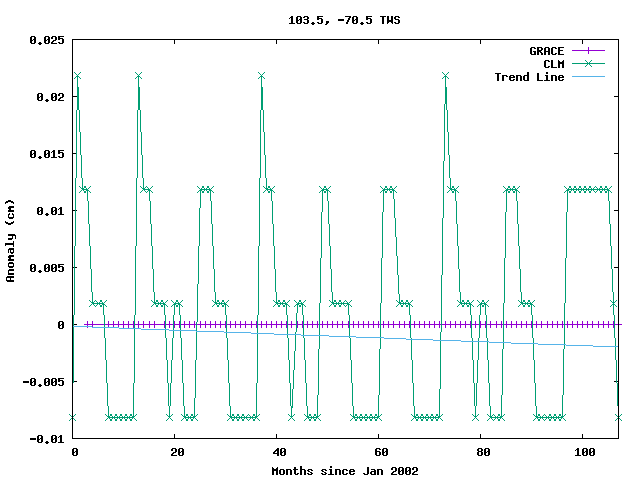 103.5, -70.5 TWS
GRACE
CLM
Trend Line
0.025
0.02
0.015
0.01
0.005
0
-0.005
-0.01
Anomaly (cm)
0 20 40 60 80 100
Months since Jan 2002